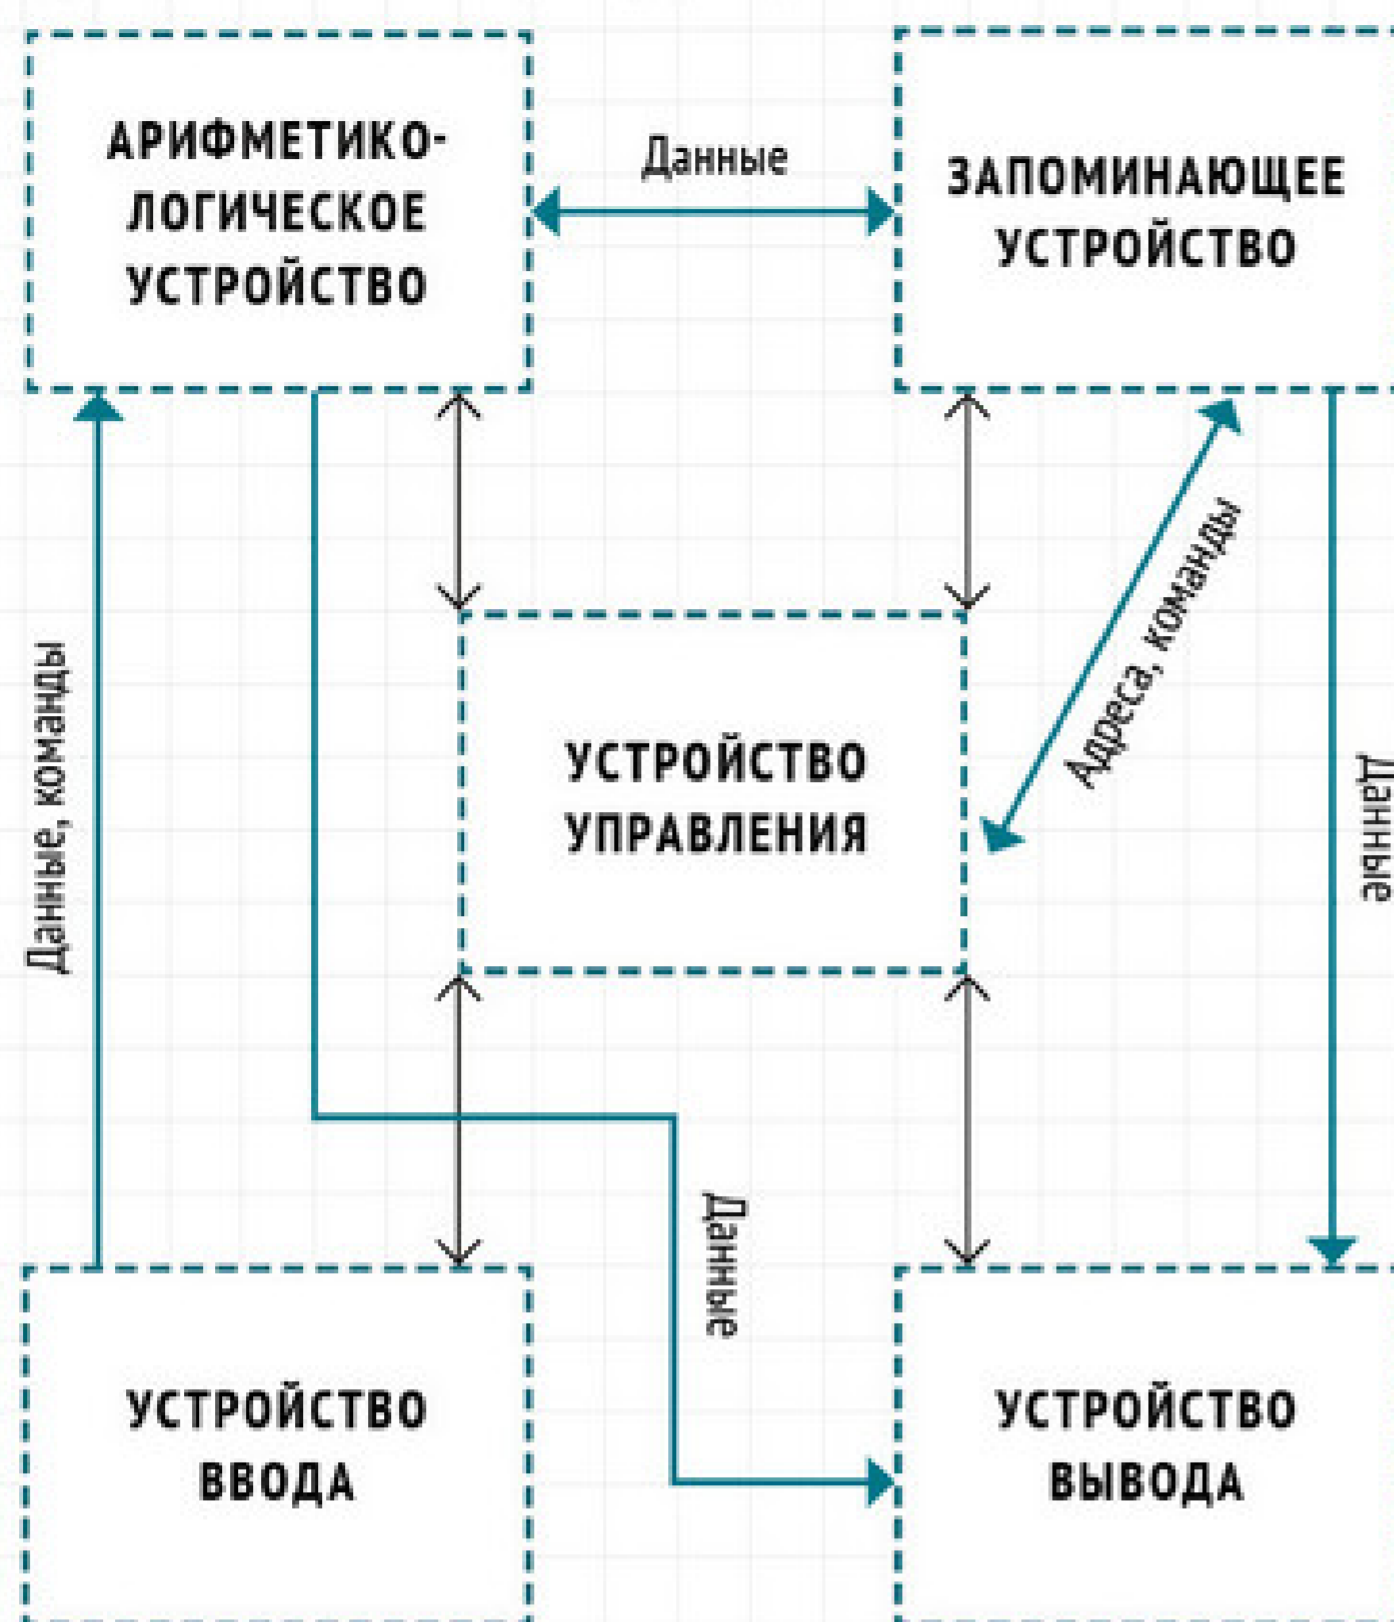 АРИФМЕТИКО-
ЛОГИЧЕСКОЕ
УСТРОЙСТВО
Данные
ЗАПОМИНАЮЩЕЕ
УСТРОЙСТВО
Данные, команды
УСТРОЙСТВО
УПРАВЛЕНИЯ
Адреса, команды
Данные
Данные
УСТРОЙСТВО
ВВОДА
УСТРОЙСТВО
ВЫВОДА